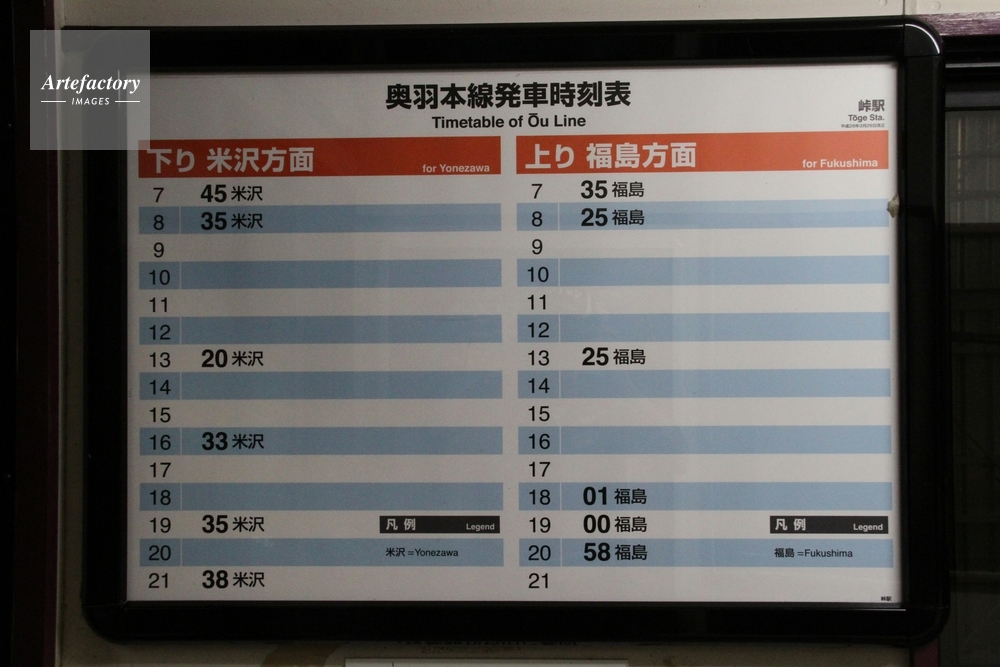 Artefactory
IMAGES
奥羽本線発車時刻表
Timetable of Ōu Line
峠駅
Tōge Sta.
下り 米沢方面 for Yonezawa
7 45 米沢
8 35 米沢
9
10
11
12
13 20 米沢
14
15
16 33 米沢
17
18
19 35 米沢
20
21 38 米沢
凡例 Legend
米沢=Yonezawa
上り 福島方面 for Fukushima
7 35 福島
8 25 福島
9
10
11
12
13 25 福島
14
15
16
17
18 01 福島
19 00 福島
20 58 福島
21
凡例 Legend
福島=Fukushima
峠駅